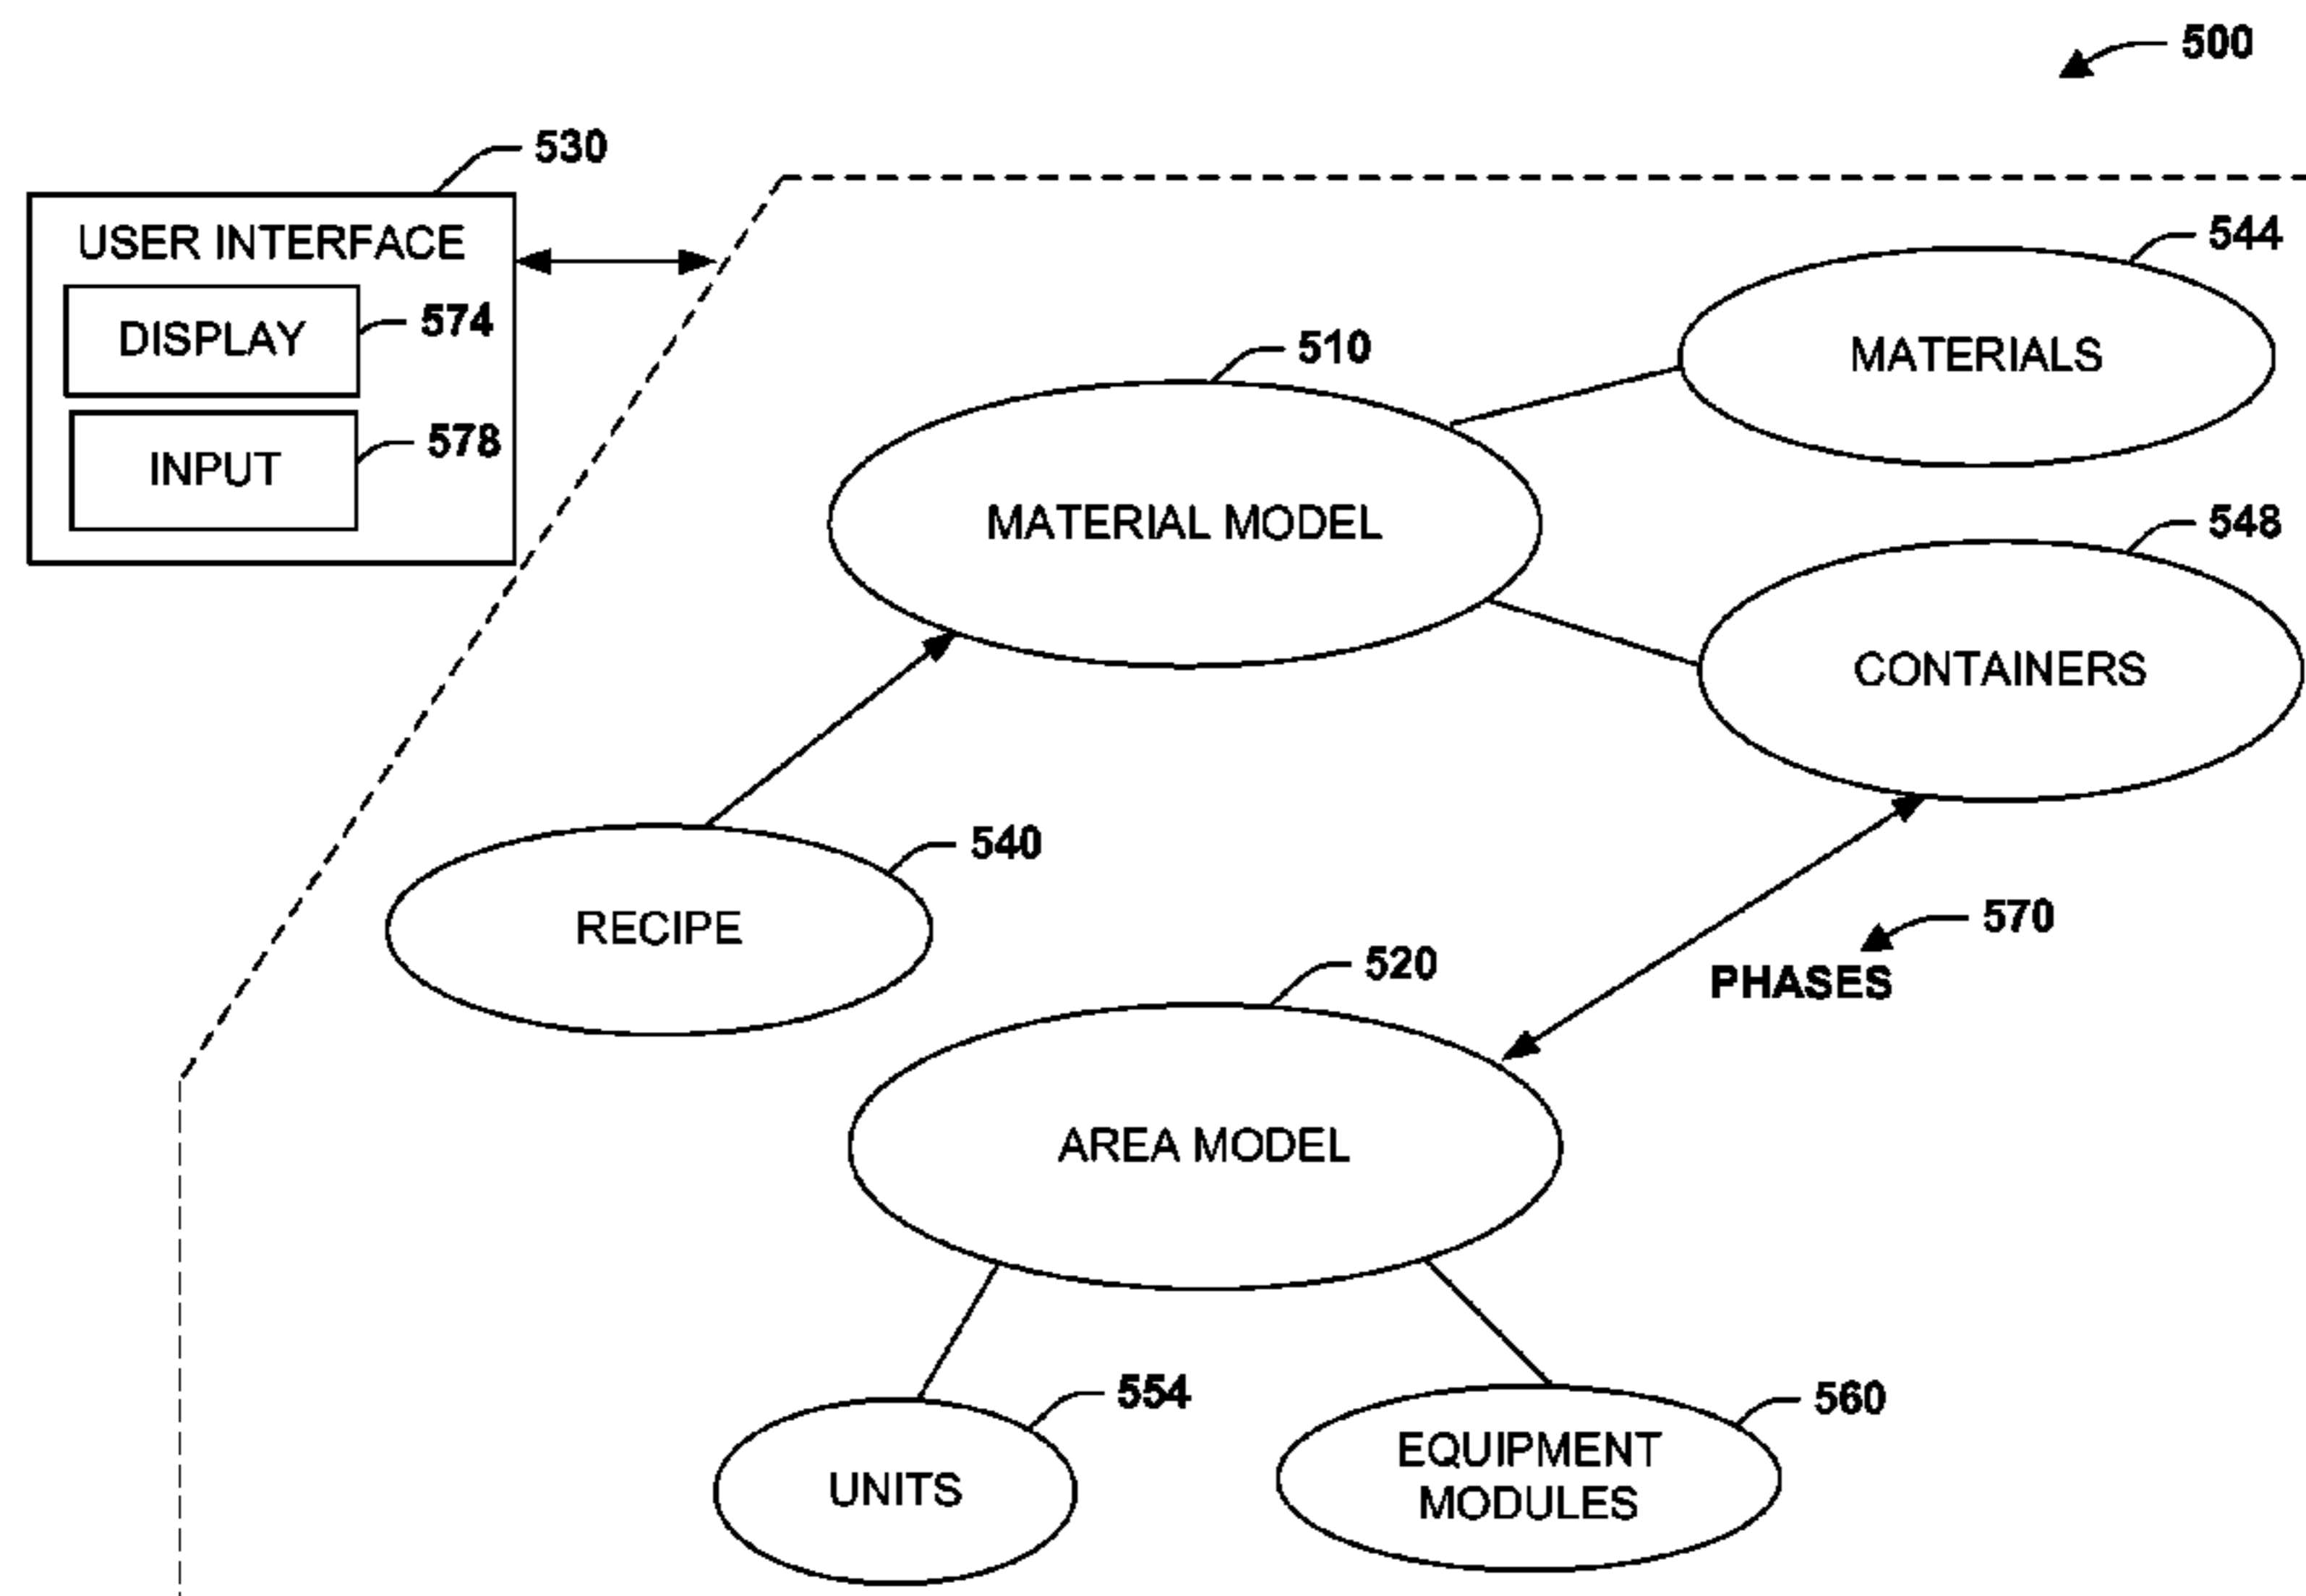 500
530
USER INTERFACE
544
DISPLAY
574
510
MATERIALS
INPUT
578
MATERIAL MODEL
548
CONTAINERS
540
RECIPE
570
520
PHASES
AREA MODEL
554
560
UNITS
EQUIPMENT
MODULES